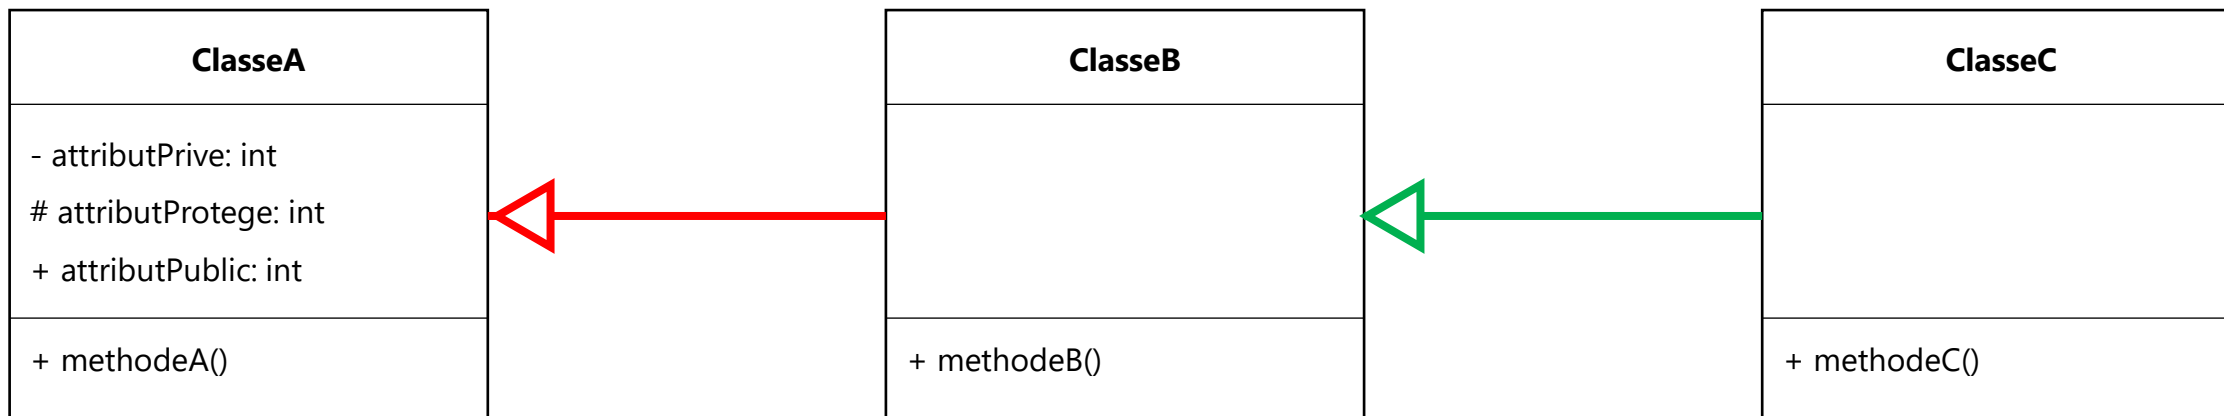 ClasseA
- attributPrive: int
# attributProtege: int
+ attributPublic: int
+ methodeA()
ClasseB
+ methodeB()
ClasseC
+ methodeC()